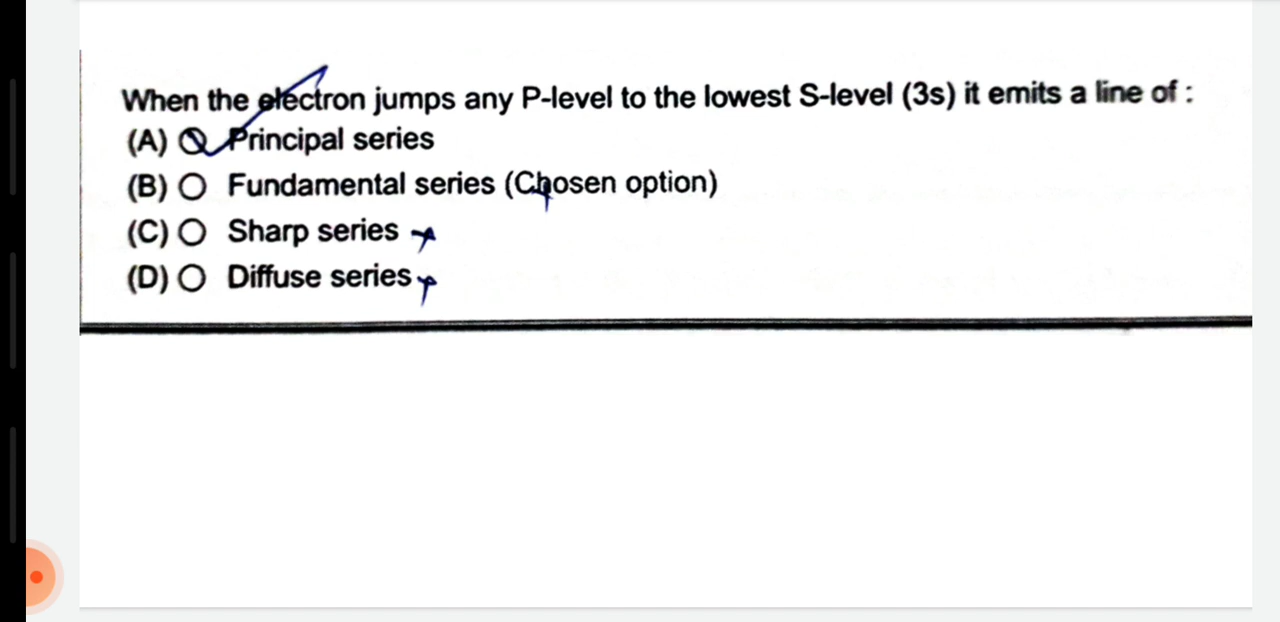 When the electron jumps any P-level to the lowest S-level (3s) it emits a line of :
(A) Principal series
(B) Fundamental series (Chosen option)
(C) Sharp series
(D) Diffuse series